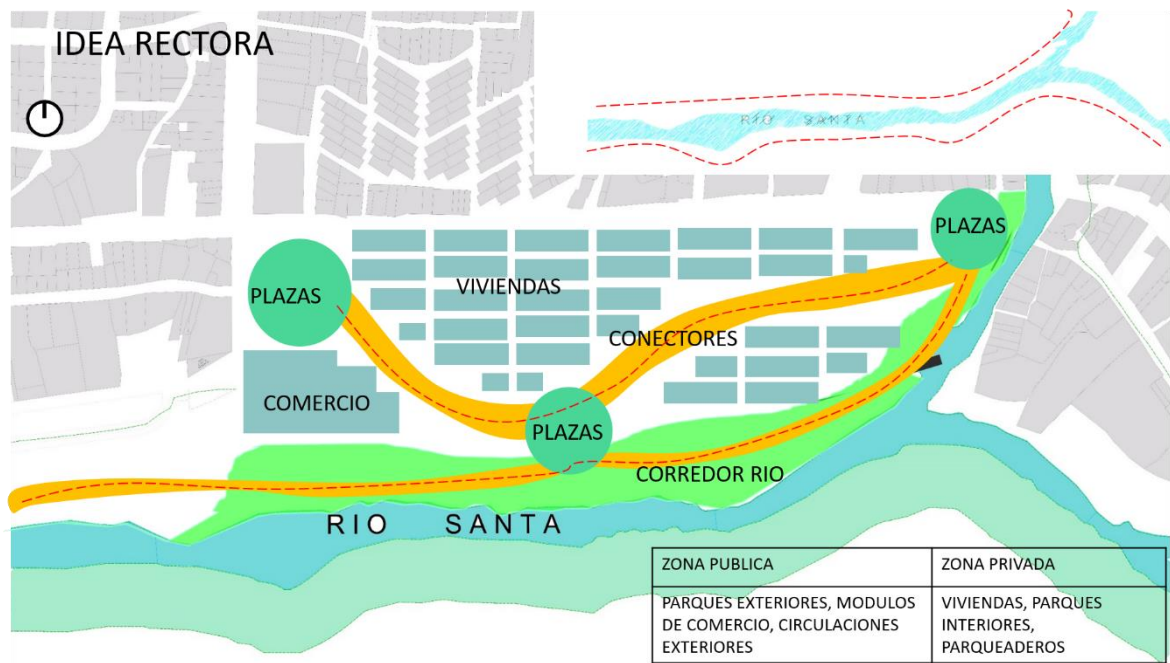 IDEA RECTORA
RIO SANTA
PLAZAS
PLAZAS
VIVIENDAS
CONECTORES
COMERCIO
PLAZAS
CORREDOR RIO
RIO SANTA
ZONA PUBLICA
ZONA PRIVADA
PARQUES EXTERIORES, MODULOS
DE COMERCIO, CIRCULACIONES
EXTERIORES
VIVIENDAS, PARQUES
INTERIORES,
PARQUEADEROS